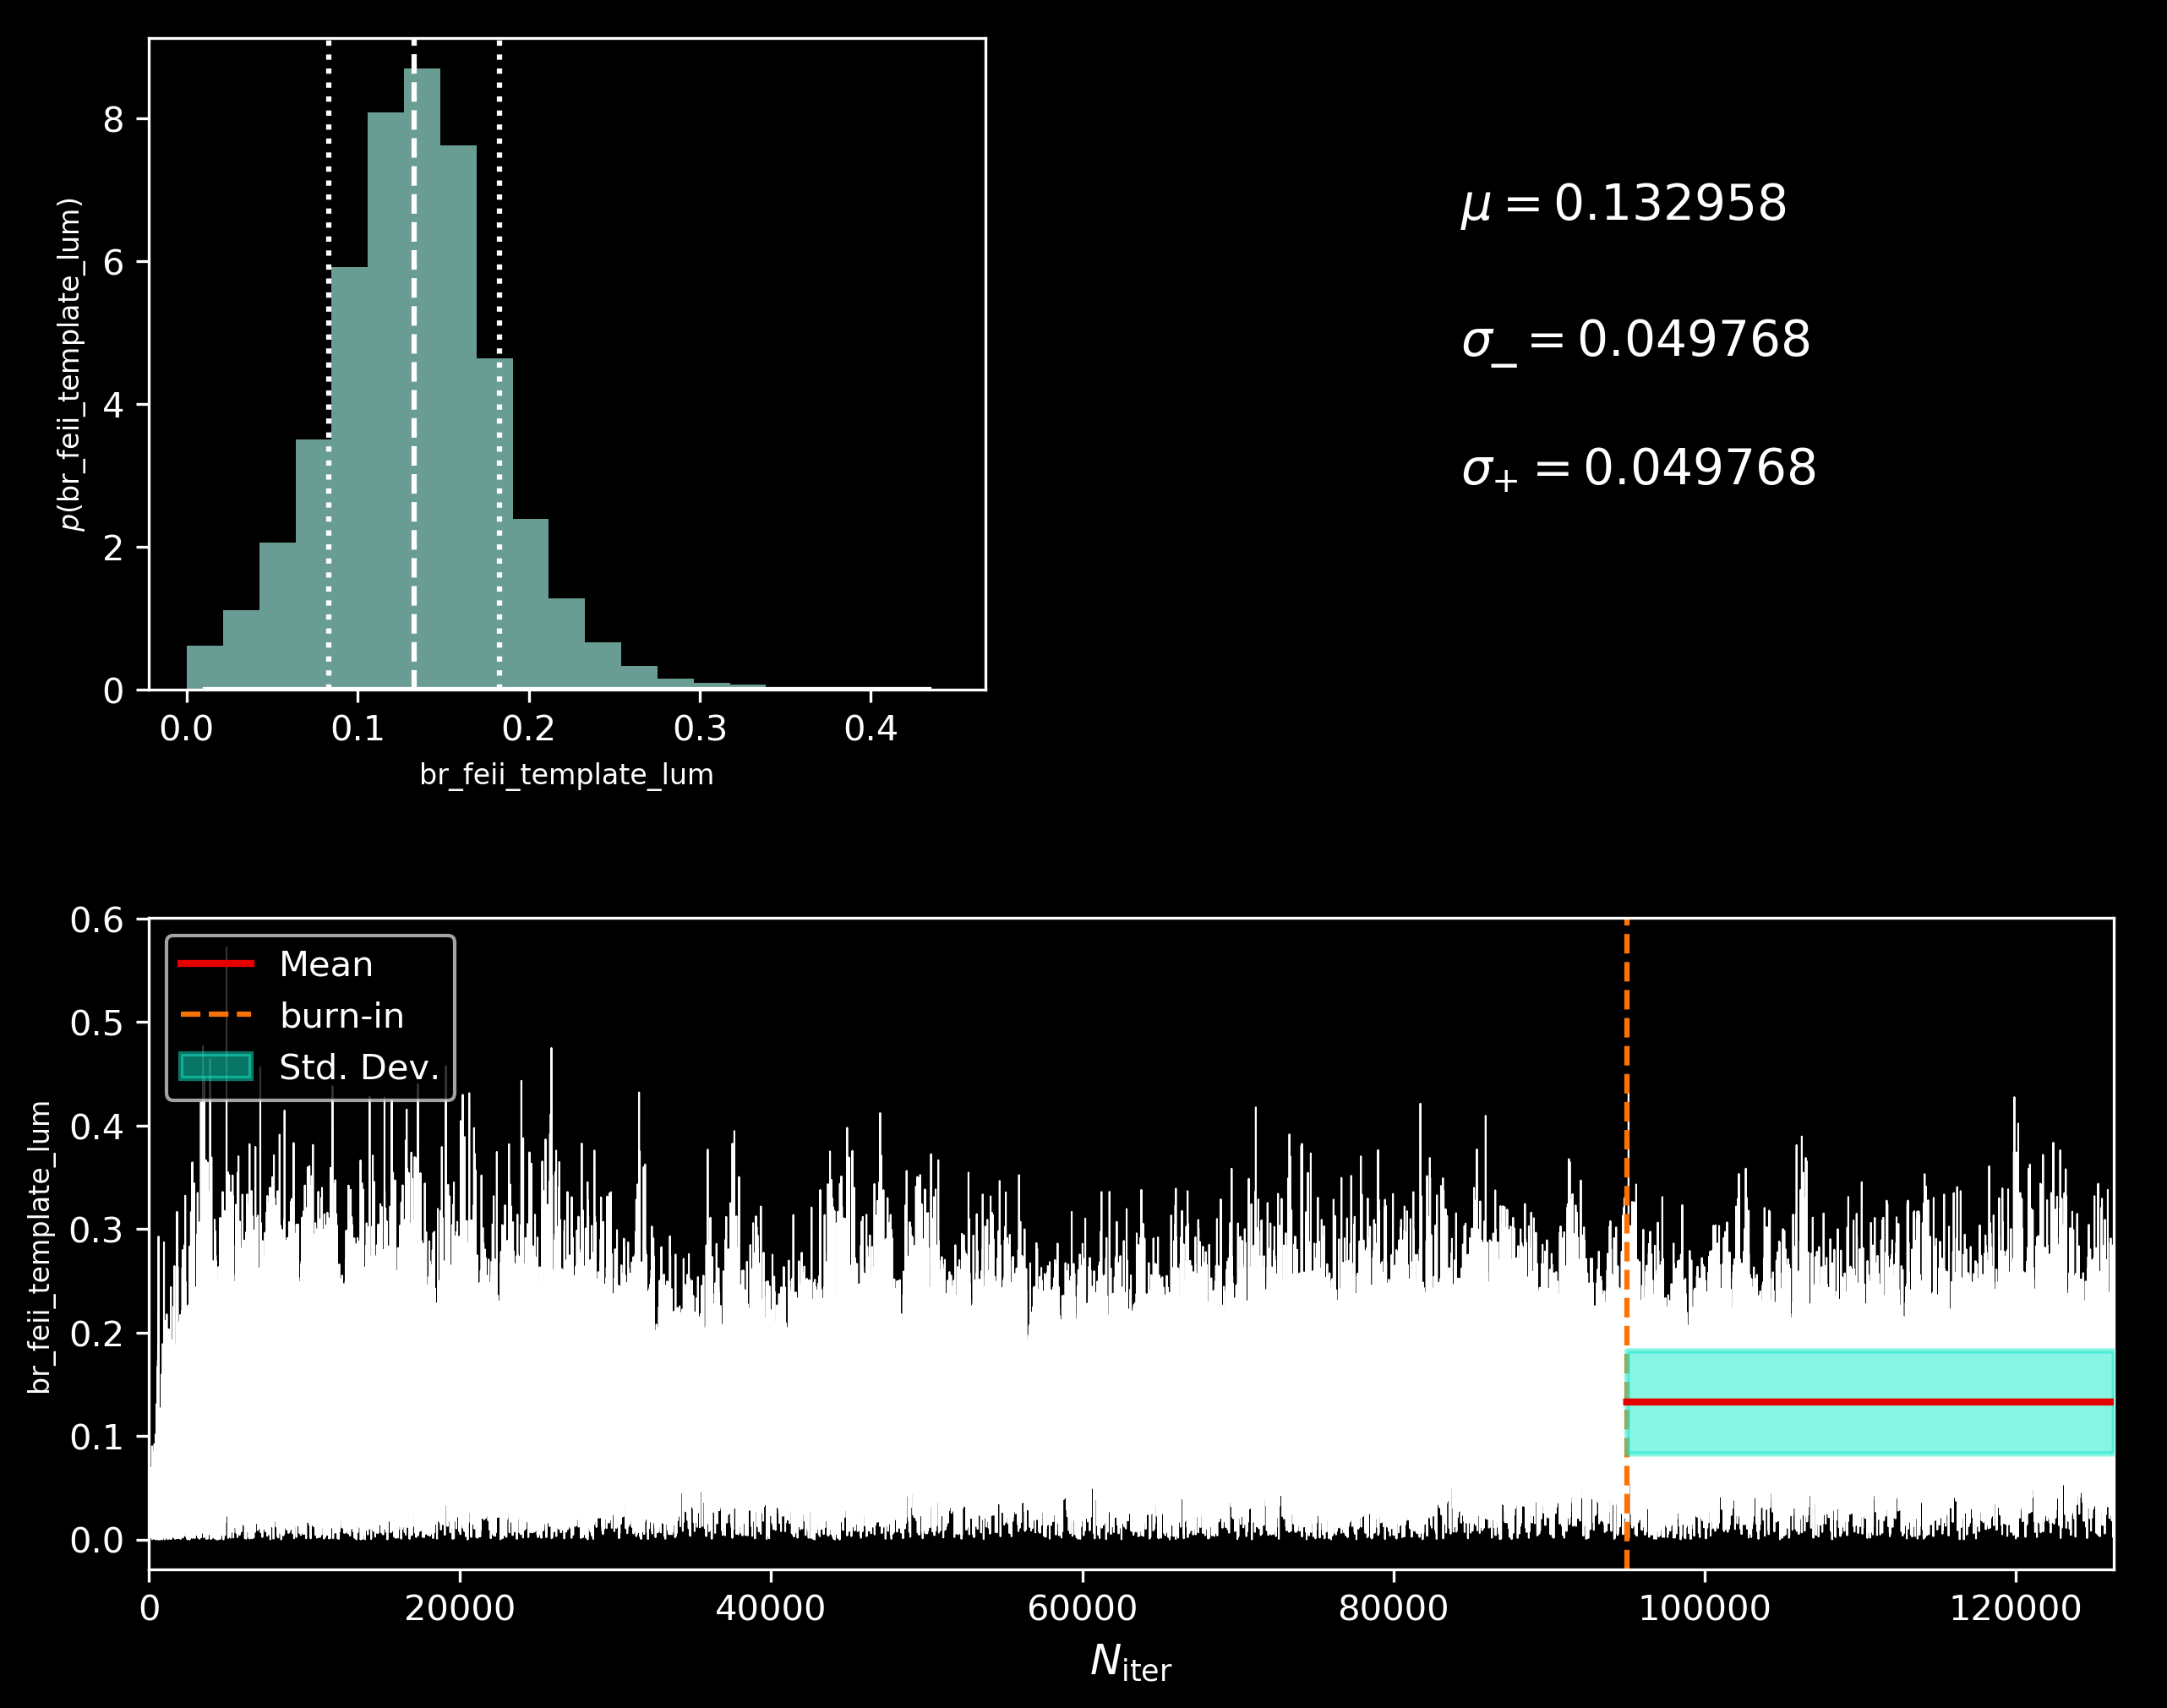 8
6
4
2
0
p(br_feii_template_lum)
0.0 0.1 0.2 0.3 0.4
br_feii_template_lum
μ = 0.132958
σ_− = 0.049768
σ_+ = 0.049768
0.6
0.5
0.4
0.3
0.2
0.1
0.0
br_feii_template_lum
Mean
burn-in
Std. Dev.
0 20000 40000 60000 80000 100000 120000
N_iter